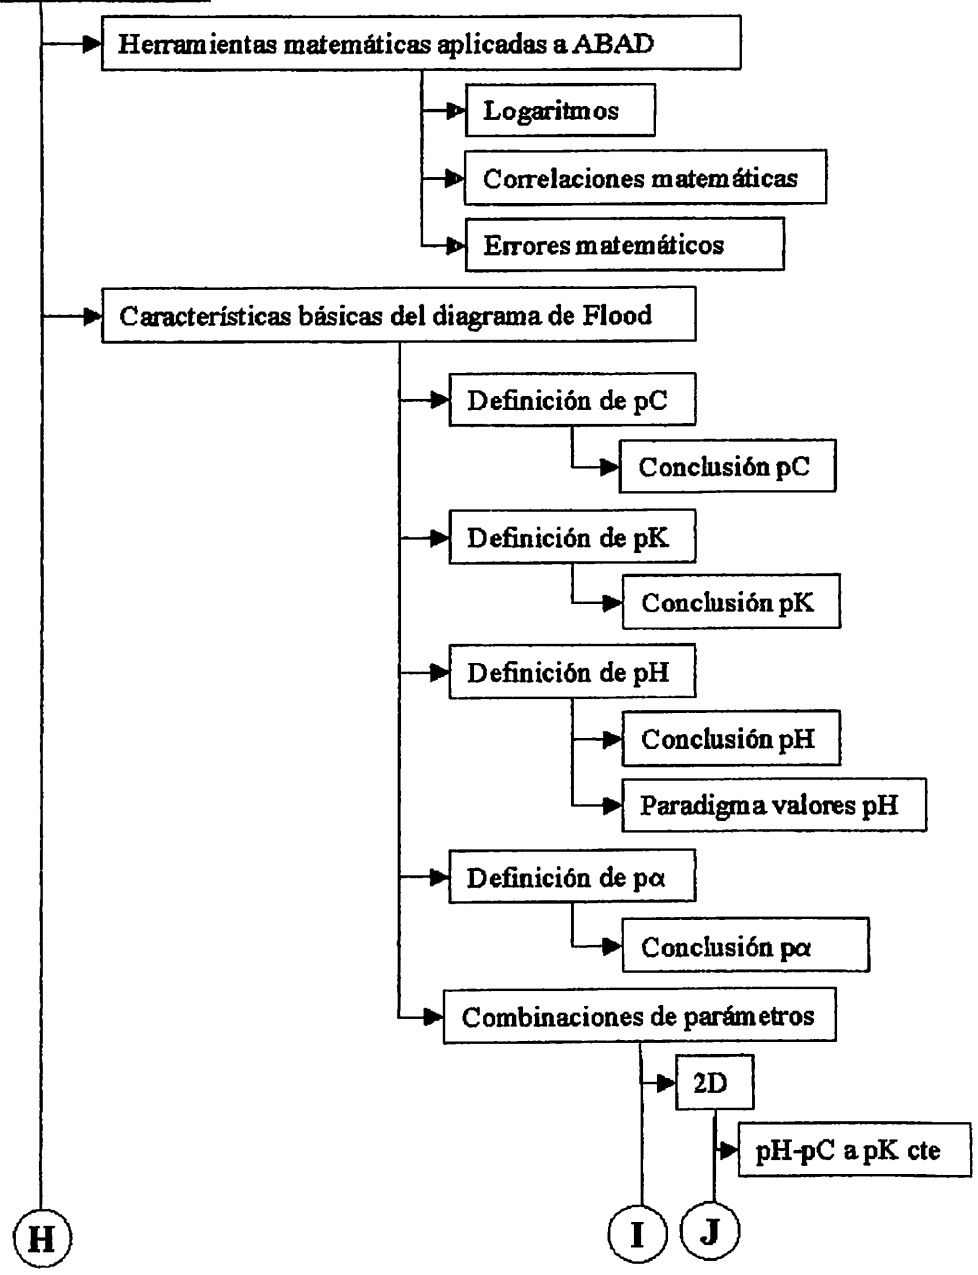 Herramientas matemáticas aplicadas a ABAD
Logaritmos
Correlaciones matemáticas
Errores matemáticos
Características básicas del diagrama de Flood
Definición de pC
Conclusión pC
Definición de pK
Conclusión pK
Definición de pH
Conclusión pH
Paradigma valores pH
Definición de pα
Conclusión pα
Combinaciones de parámetros
2D
pH-pC a pK cte
H
I
J